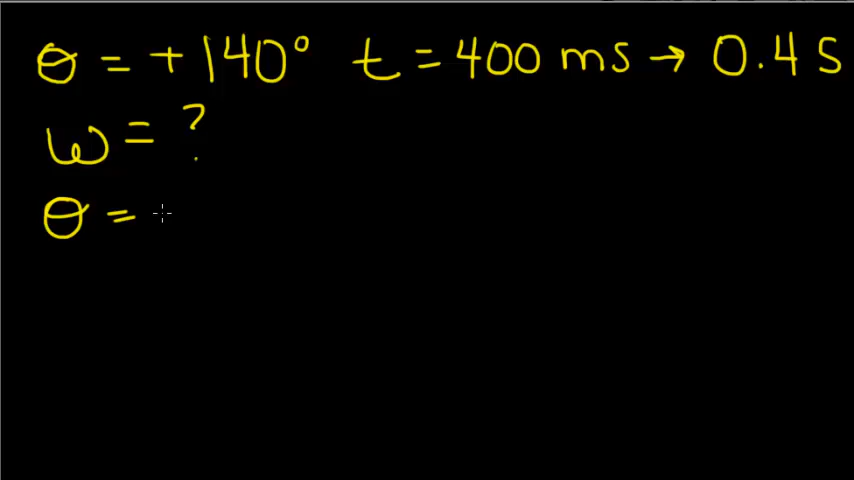 θ = +140° t = 400 ms → 0.4 s
ω = ?
θ =